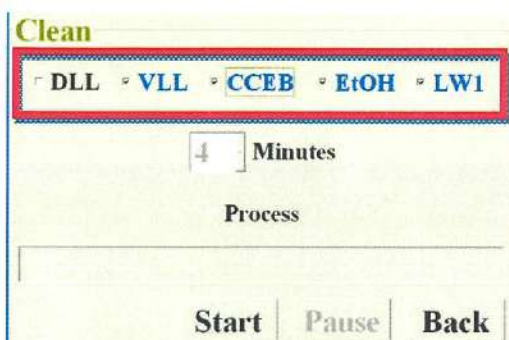 Clean
DLL VLL CCEB EtOH LW1
4 Minutes
Process
Start Pause Back